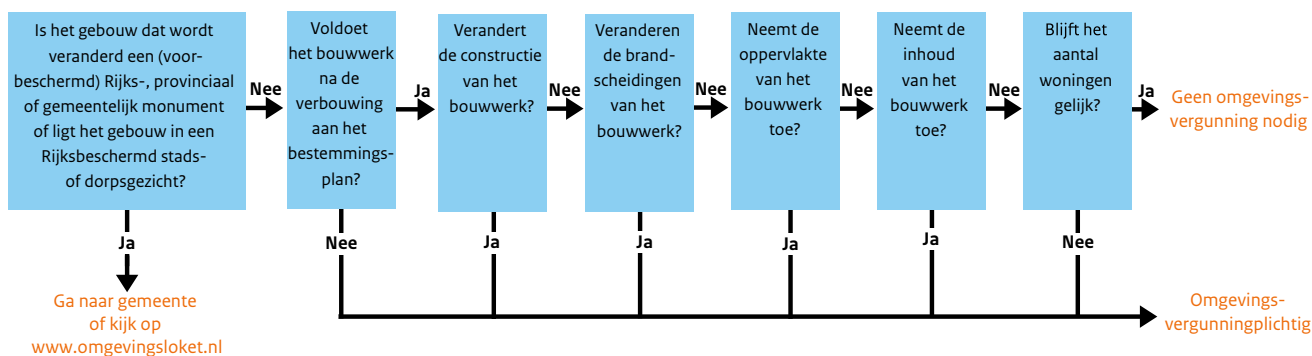 Is het gebouw dat wordt
veranderd een (voor-
beschermd) Rijks-, provinciaal
of gemeentelijk monument
of ligt het gebouw in een
Rijksbeschermd stads-
of dorpsgezicht?
Nee
Voldoet
het bouwwerk
na de
verbouwing
aan het
bestemmings-
plan?
Ja
Verandert
de constructie
van het
bouwwerk?
Nee
Veranderen
de brand-
scheidingen
van het
bouwwerk?
Nee
Neemt de
oppervlakte
van het
bouwwerk
toe?
Nee
Neemt de
inhoud
van het
bouwwerk
toe?
Nee
Blijft het
aantal
woningen
gelijk?
Ja
Geen omgevings-
vergunning nodig
Ja
Nee
Ja
Ja
Ja
Ja
Nee
Ga naar gemeente
of kijk op
www.omgevingsloket.nl
Omgevings-
vergunningplichtig